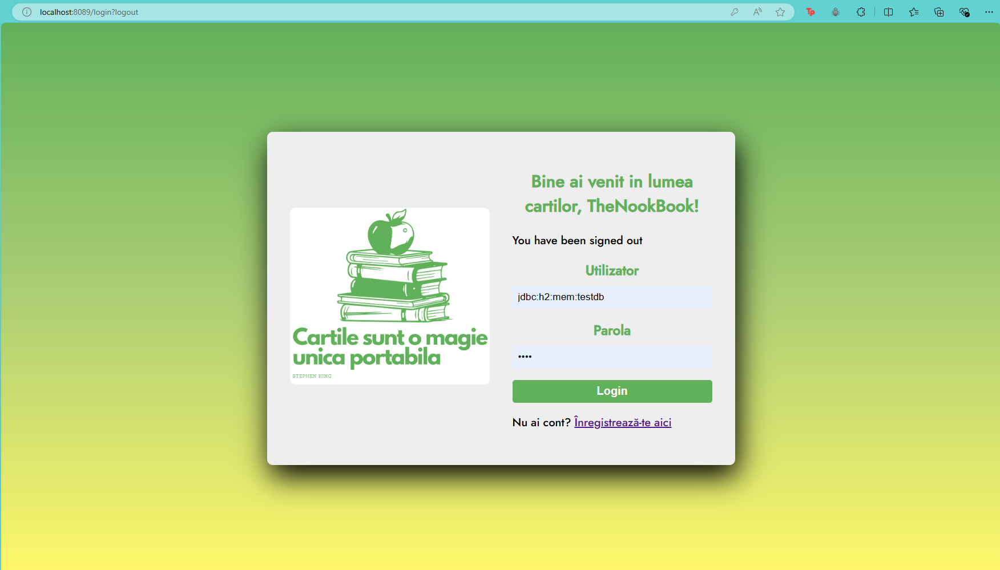 localhost:8089/login?logout
Bine ai venit in lumea
cartilor, TheNookBook!
You have been signed out
Utilizator
jdbc:h2:mem:testdb
Parola
••••
Login
Nu ai cont? Înregistrează-te aici
Cartile sunt o magie
unica portabila
STEPHEN KING